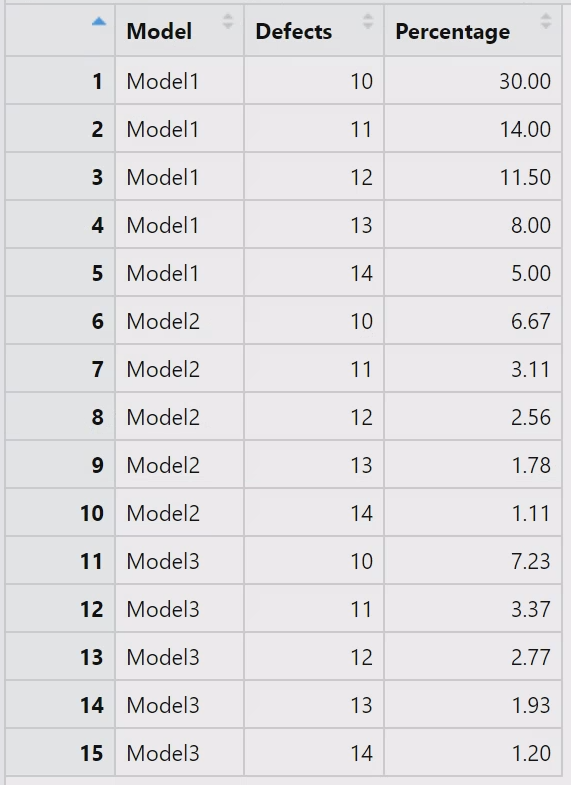 Model Defects Percentage
1 Model1 10 30.00
2 Model1 11 14.00
3 Model1 12 11.50
4 Model1 13 8.00
5 Model1 14 5.00
6 Model2 10 6.67
7 Model2 11 3.11
8 Model2 12 2.56
9 Model2 13 1.78
10 Model2 14 1.11
11 Model3 10 7.23
12 Model3 11 3.37
13 Model3 12 2.77
14 Model3 13 1.93
15 Model3 14 1.20